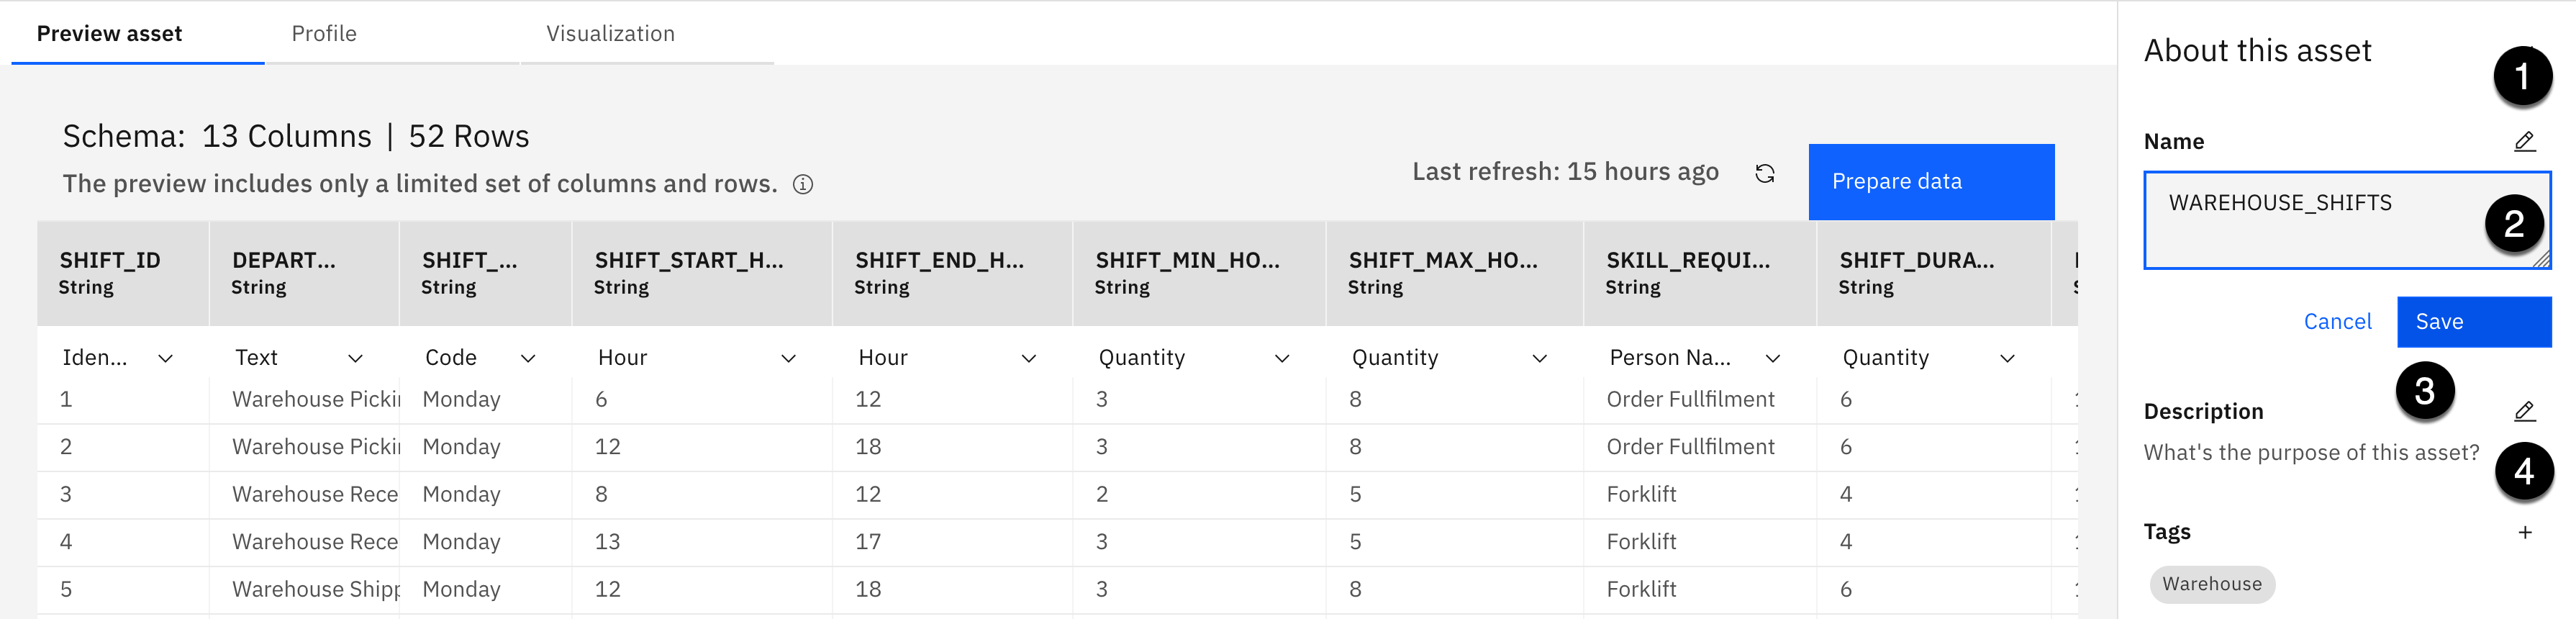 Preview asset Profile Visualization
Schema: 13 Columns | 52 Rows
The preview includes only a limited set of columns and rows.
Last refresh: 15 hours ago
Prepare data
SHIFT_ID DEPART... SHIFT_... SHIFT_START_H... SHIFT_END_H... SHIFT_MIN_HO... SHIFT_MAX_HO... SKILL_REQUI... SHIFT_DURA...
String String String String String String String String String
Iden... Text Code Hour Hour Quantity Quantity Person Na... Quantity
1 Warehouse Monday 6 12 3 8 Order Fullfilment 6
2 Warehouse Monday 12 18 3 8 Order Fullfilment 6
3 Warehouse Rece Monday 8 12 2 5 Forklift 4
4 Warehouse Rece Monday 13 17 3 5 Forklift 4
5 Warehouse Monday 12 18 3 8 Forklift 6
About this asset
1
Name
WAREHOUSE_SHIFTS
2
Cancel Save
3
Description
What's the purpose of this asset?
4
Tags +
Warehouse